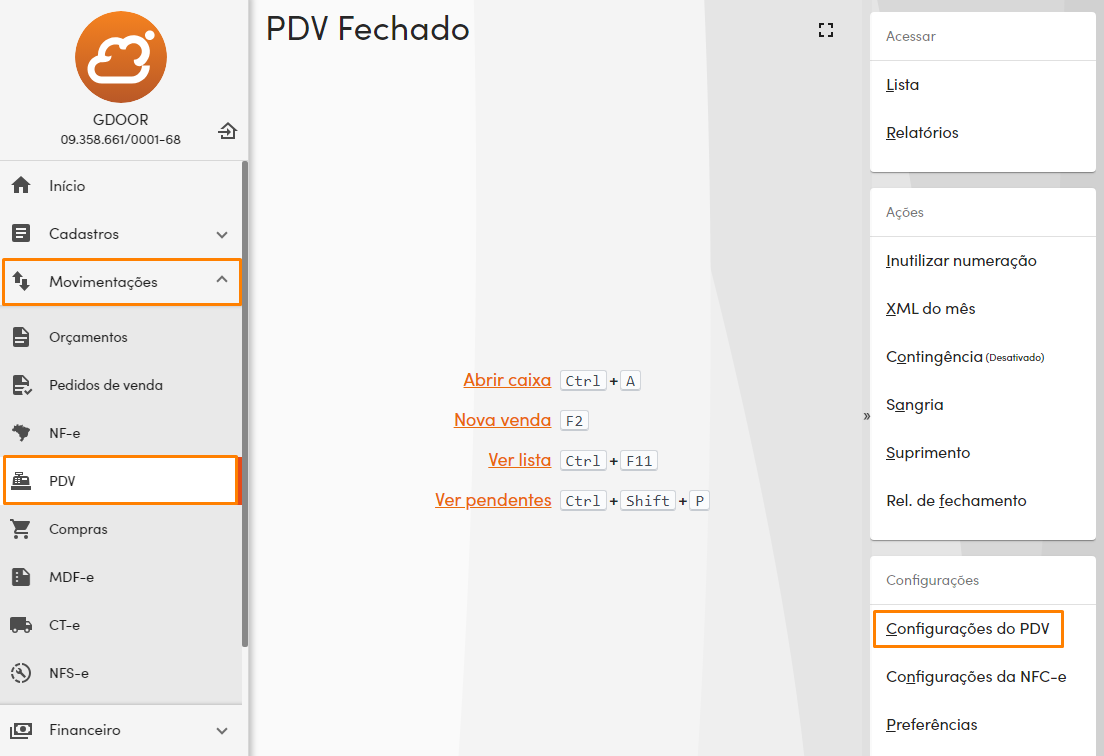 GDOOR
09.358.661/0001-68
Início
Cadastros
Movimentações
Orçamentos
Pedidos de venda
NF-e
PDV
Compras
MDF-e
CT-e
NFS-e
Financeiro
PDV Fechado
Abrir caixa Ctrl + A
Nova venda F2
Ver lista Ctrl + F11
Ver pendentes Ctrl + Shift + P
»
Acessar
Lista
Relatórios
Ações
Inutilizar numeração
XML do mês
Contingência (Desativado)
Sangria
Suprimento
Rel. de fechamento
Configurações
Configurações do PDV
Configurações da NFC-e
Preferências